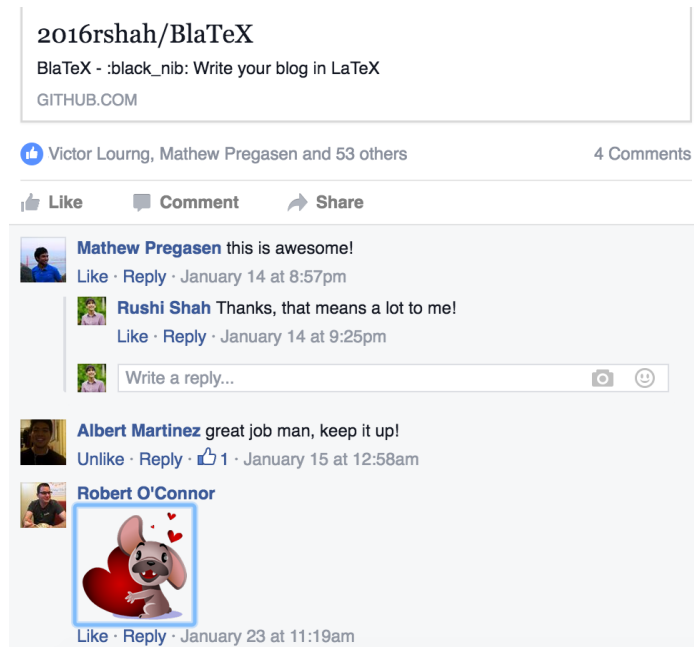 2016rshah/BlaTeX
BlaTeX - :black_nib: Write your blog in LaTeX
GITHUB.COM
Victor Lourng, Mathew Pregasen and 53 others 4 Comments
Like Comment Share
Mathew Pregasen this is awesome!
Like · Reply · January 14 at 8:57pm
Rushi Shah Thanks, that means a lot to me!
Like · Reply · January 14 at 9:25pm
Write a reply...
Albert Martinez great job man, keep it up!
Unlike · Reply · 1 · January 15 at 12:58am
Robert O'Connor
Like · Reply · January 23 at 11:19am